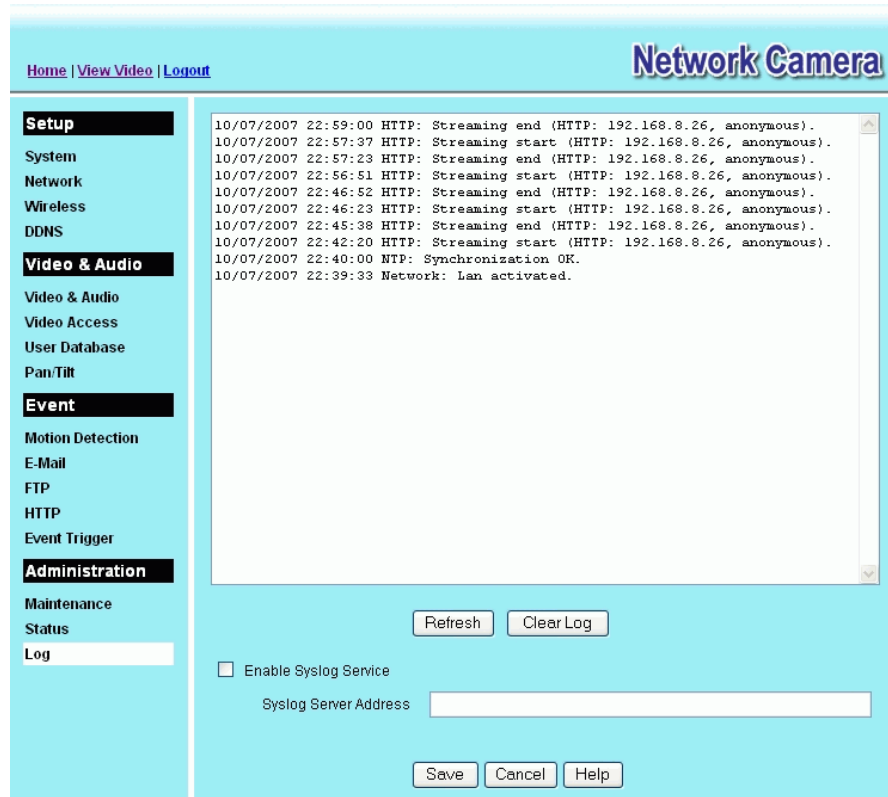 Home | View Video | Logout
Network Camera
Setup
System
Network
Wireless
DDNS
Video & Audio
Video & Audio
Video Access
User Database
Pan/Tilt
Event
Motion Detection
E-Mail
FTP
HTTP
Event Trigger
Administration
Maintenance
Status
Log
10/07/2007 22:59:00 HTTP: Streaming end (HTTP: 192.168.8.26, anonymous).
10/07/2007 22:57:37 HTTP: Streaming start (HTTP: 192.168.8.26, anonymous).
10/07/2007 22:57:23 HTTP: Streaming end (HTTP: 192.168.8.26, anonymous).
10/07/2007 22:56:51 HTTP: Streaming start (HTTP: 192.168.8.26, anonymous).
10/07/2007 22:46:52 HTTP: Streaming end (HTTP: 192.168.8.26, anonymous).
10/07/2007 22:46:23 HTTP: Streaming start (HTTP: 192.168.8.26, anonymous).
10/07/2007 22:45:38 HTTP: Streaming end (HTTP: 192.168.8.26, anonymous).
10/07/2007 22:42:20 HTTP: Streaming start (HTTP: 192.168.8.26, anonymous).
10/07/2007 22:40:00 NTP: Synchronization OK.
10/07/2007 22:39:33 Network: Lan activated.
Refresh Clear Log
Enable Syslog Service
Syslog Server Address
Save Cancel Help